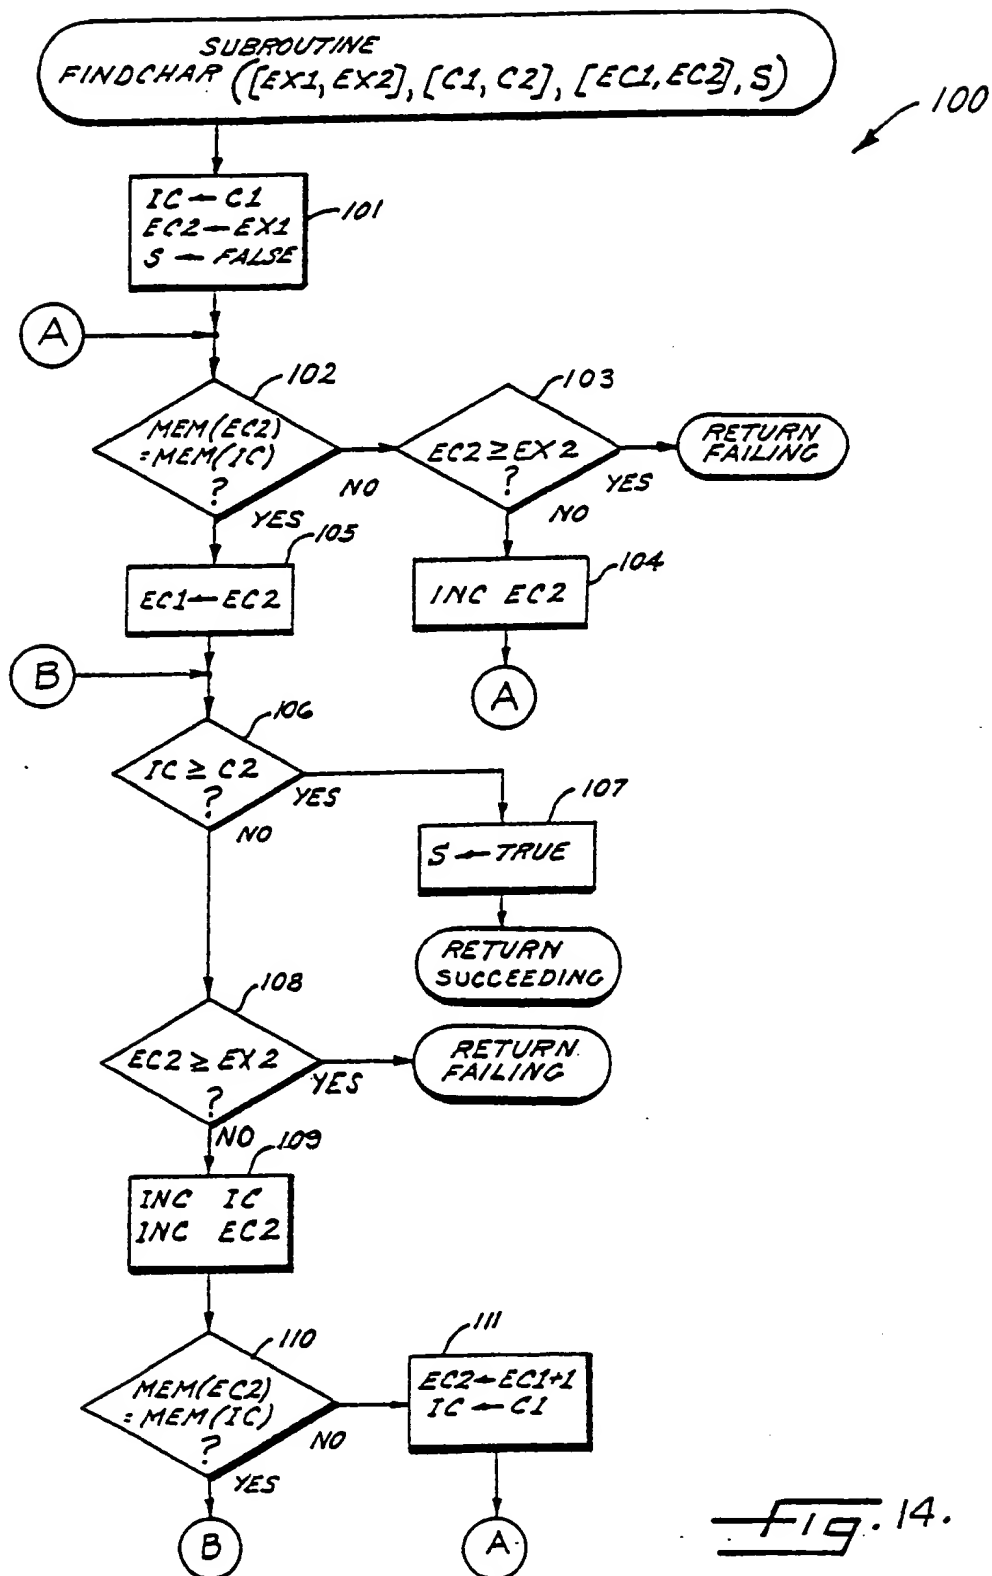 SUBROUTINE
FINDCHAR ([EX1, EX2], [C1, C2], [EC1, EC2], S)
100
IC ← C1
EC2 ← EX1
S ← FALSE
101
A
102
MEM(EC2)
=MEM(IC)
?
NO
YES
103
EC2 ≥ EX2
?
YES
NO
RETURN
FAILING
105
EC1 ← EC2
104
INC EC2
A
B
106
IC ≥ C2
?
YES
NO
107
S ← TRUE
RETURN
SUCCEEDING
108
EC2 ≥ EX2
?
YES
NO
RETURN
FAILING
109
INC IC
INC EC2
110
MEM(EC2)
=MEM(IC)
?
NO
YES
111
EC2 ← EC1+1
IC ← C1
B
A
Fig. 14.